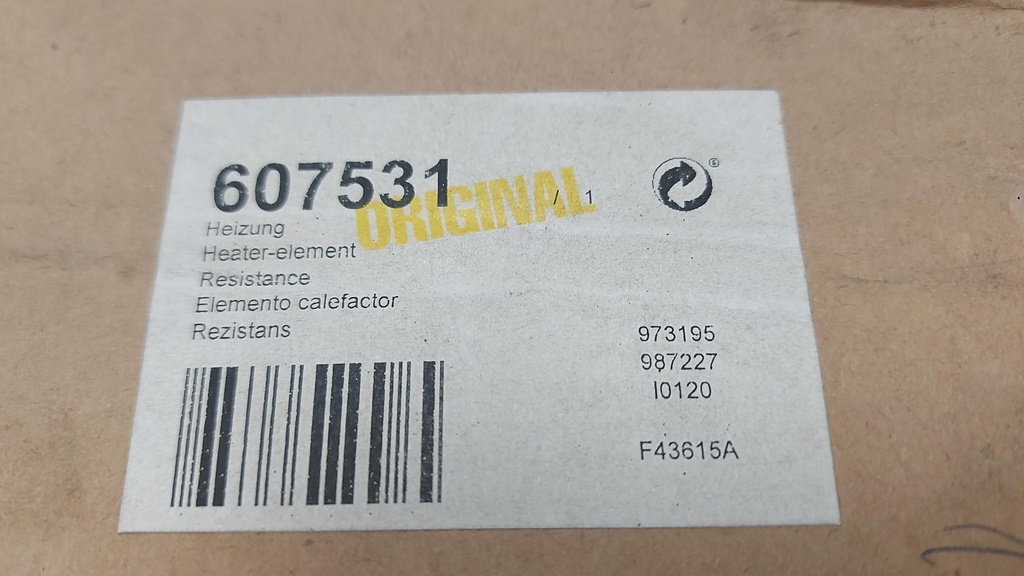 607531
ORIGINAL
/ 1
Heizung
Heater-element
Resistance
Elemento calefactor
Rezistans
973195
987227
I0120
F43615A